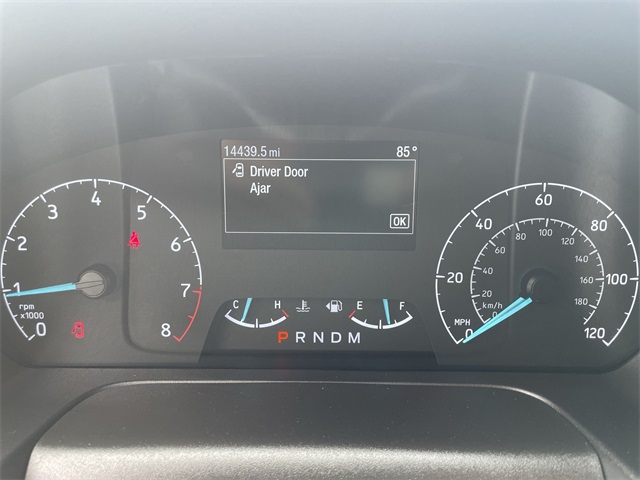 14439.5 mi 85°
Driver Door
Ajar
OK
0 1 2 3 4 5 6 7 8
rpm
x1000
C H E F
P R N D M
0 20 40 60 80 100 120
MPH
0 20 40 60 80 100 120 140 160 180
km/h